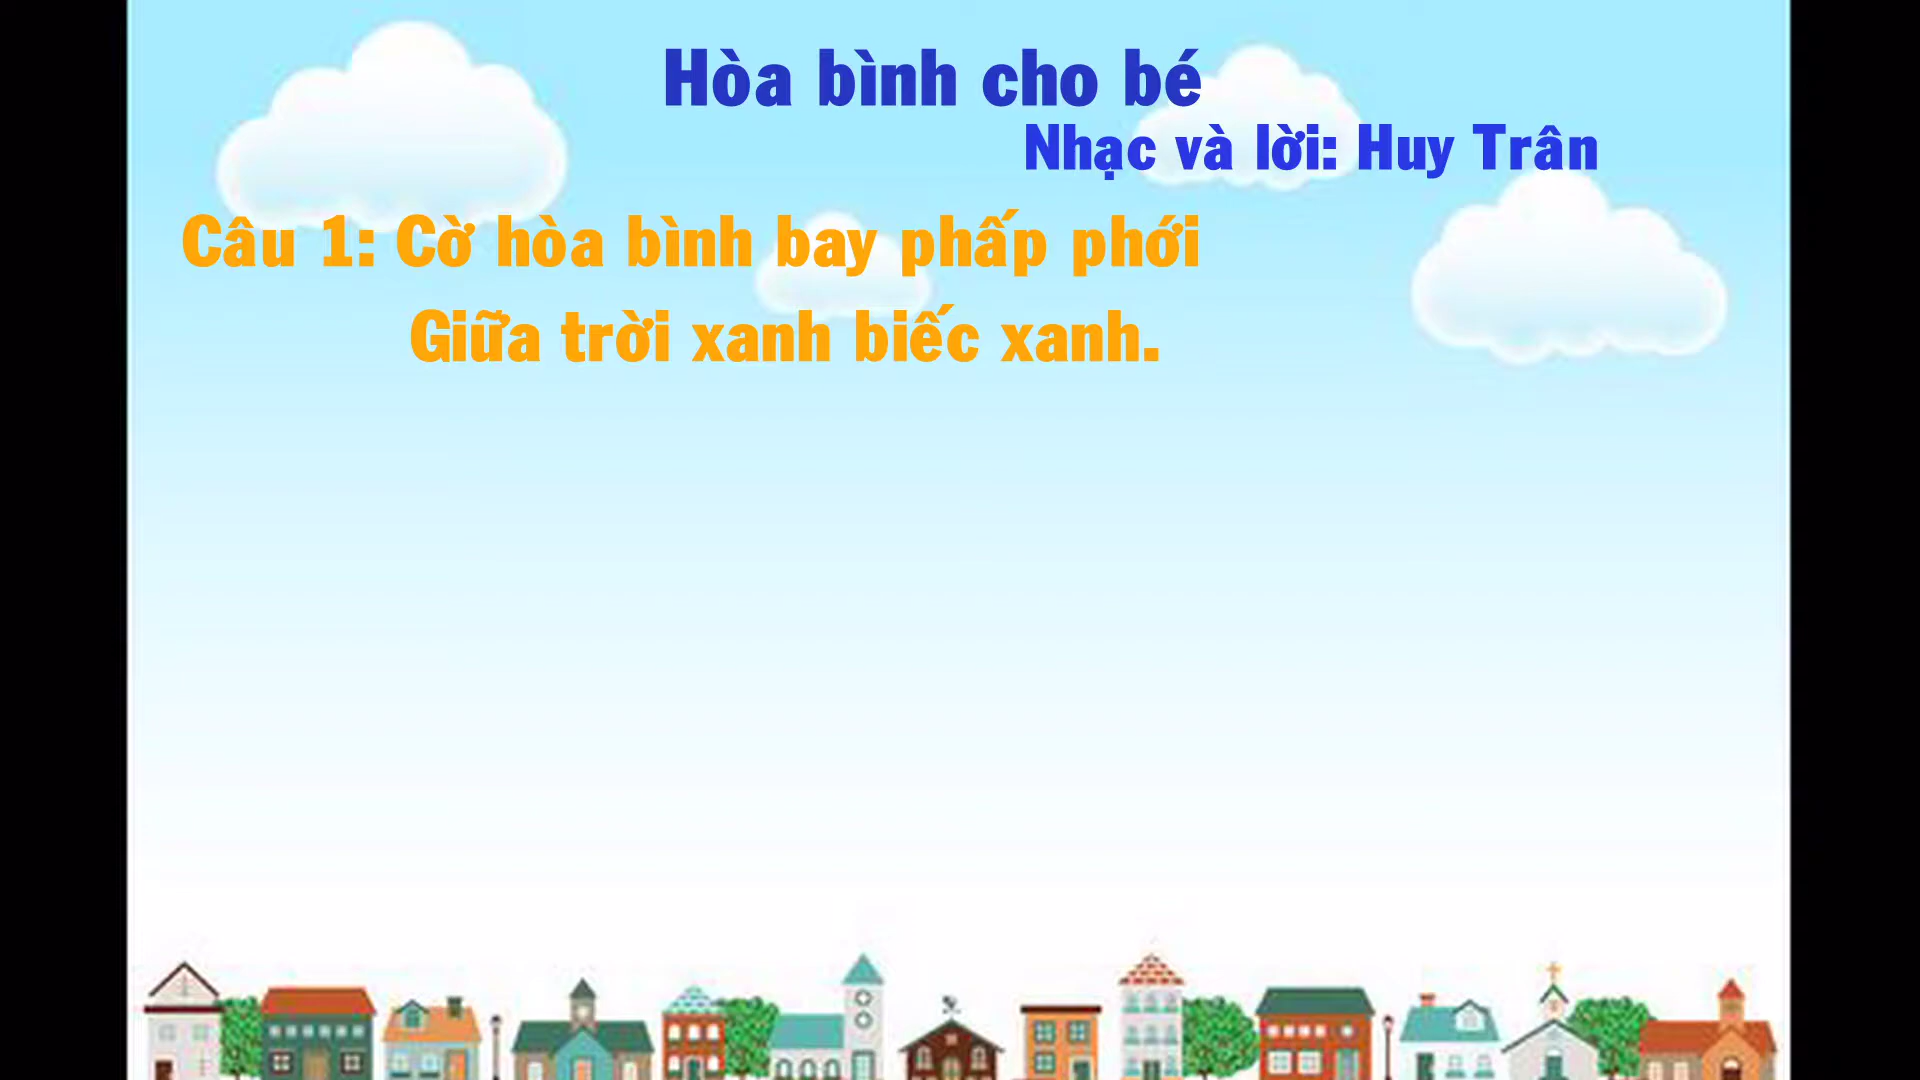 Hòa bình cho bé
Nhạc và lời: Huy Trân
Câu 1: Cờ hòa bình bay phấp phới
Giữa trời xanh biếc xanh.